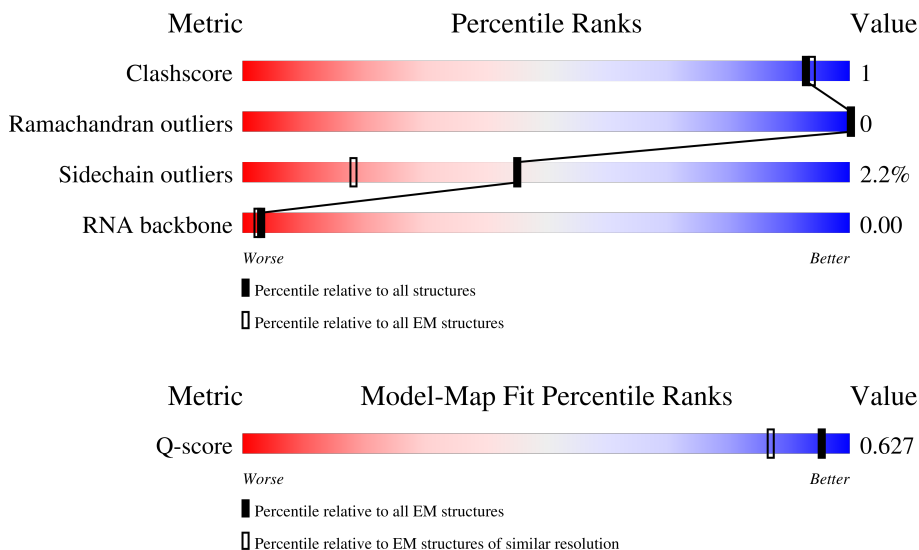 Metric Percentile Ranks Value
Clashscore 1
Ramachandran outliers 0
Sidechain outliers 2.2%
RNA backbone 0.00
Worse Better
Percentile relative to all structures
Percentile relative to all EM structures
Metric Model-Map Fit Percentile Ranks Value
Q-score 0.627
Worse Better
Percentile relative to all EM structures
Percentile relative to EM structures of similar resolution